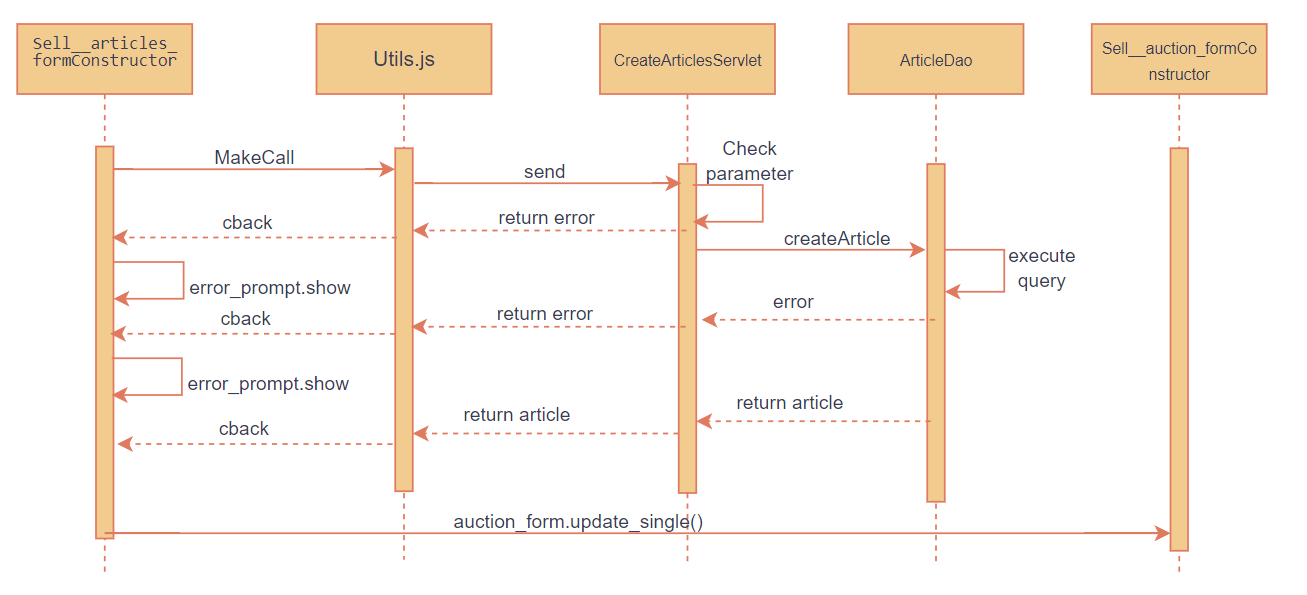 Sell__articles_
formConstructor
Utils.js
CreateArticlesServlet
ArticleDao
Sell__auction_formCo
nstructor
MakeCall
send
Check
parameter
return error
cback
createArticle
execute
query
error_prompt.show
error
return error
cback
error_prompt.show
return article
return article
cback
auction_form.update_single()